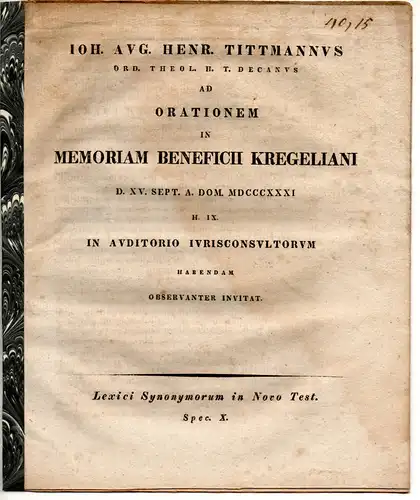 190, 15
IOH. AVG. HENR. TITTMANNVS
ORD. THEOL. H. T. DECANVS
AD
ORATIONEM
IN
MEMORIAM BENEFICII KREGELIANI
D. XV. SEPT. A. DOM. MDCCCXXXI
H. IX.
IN AVDITORIO IVRISCONSVLTORVM
HABENDAM
OBSERVANTER INVITAT.
Lexici Synonymorum in Novo Test.
Spec. X.